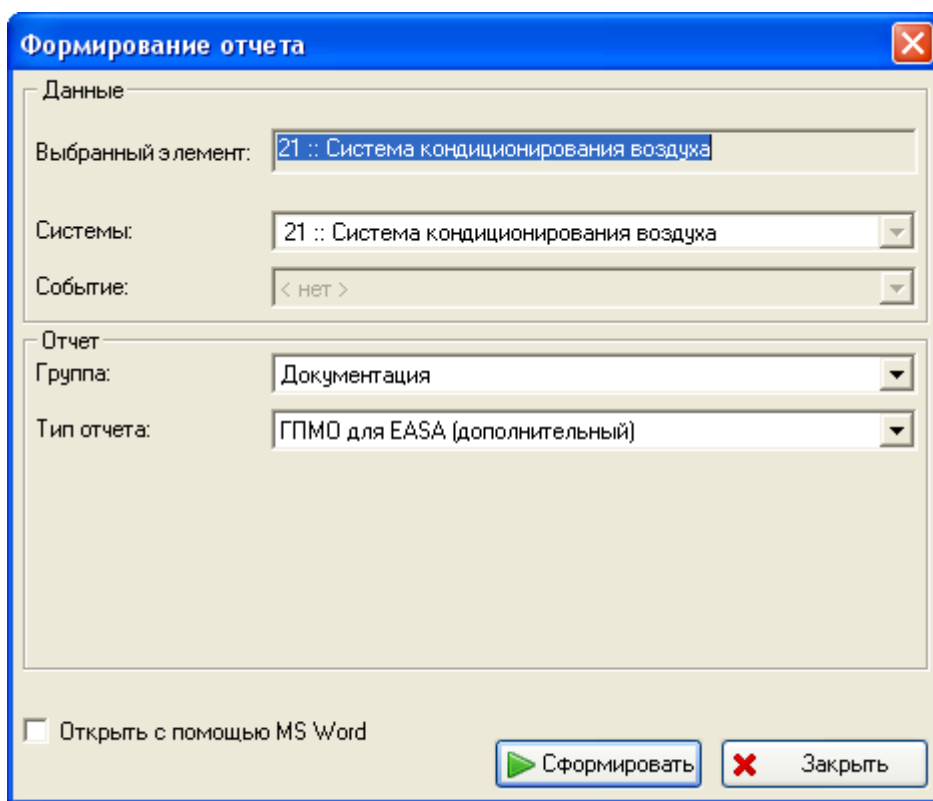 Формирование отчета
Данные
Выбранный элемент: 21 :: Система кондиционирования воздуха
Системы: 21 :: Система кондиционирования воздуха
Событие: < нет >
Отчет
Группа: Документация
Тип отчета: ГПМО для EASA (дополнительный)
Открыть с помощью MS Word
Сформировать Закрыть